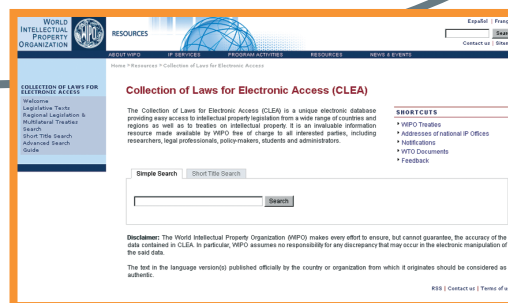 WORLD
INTELLECTUAL
PROPERTY
ORGANIZATION
WIPO
RESOURCES
Español | Franç
Sear
Contact us | Site
ABOUT WIPO IP SERVICES PROGRAM ACTIVITIES RESOURCES NEWS & EVENTS
Home > Resources > Collection of Laws for Electronic Access
COLLECTION OF LAWS FOR
ELECTRONIC ACCESS
Welcome
Legislative Texts
Regional Legislation &
Multilateral Treaties
Search
Short Title Search
Advanced Search
Guide
Collection of Laws for Electronic Access (CLEA)
The Collection of Laws for Electronic Access (CLEA) is a unique electronic database
providing easy access to intellectual property legislation from a wide range of countries and
regions as well as to treaties on intellectual property. It is an invaluable information
resource made available by WIPO free of charge to all interested parties, including
researchers, legal professionals, policy-makers, students and administrators.
SHORTCUTS
WIPO Treaties
Addresses of national IP Offices
Notifications
WTO Documents
Feedback
Simple Search Short Title Search
Search
Disclaimer: The World Intellectual Property Organization (WIPO) makes every effort to ensure, but cannot guarantee, the accuracy of the
data contained in CLEA. In particular, WIPO assumes no responsibility for any discrepancy that may occur in the electronic manipulation of
the said data.
The text in the language version(s) published officially by the country or organization from which it originates should be considered as
authentic.
RSS | Contact us | Terms of u